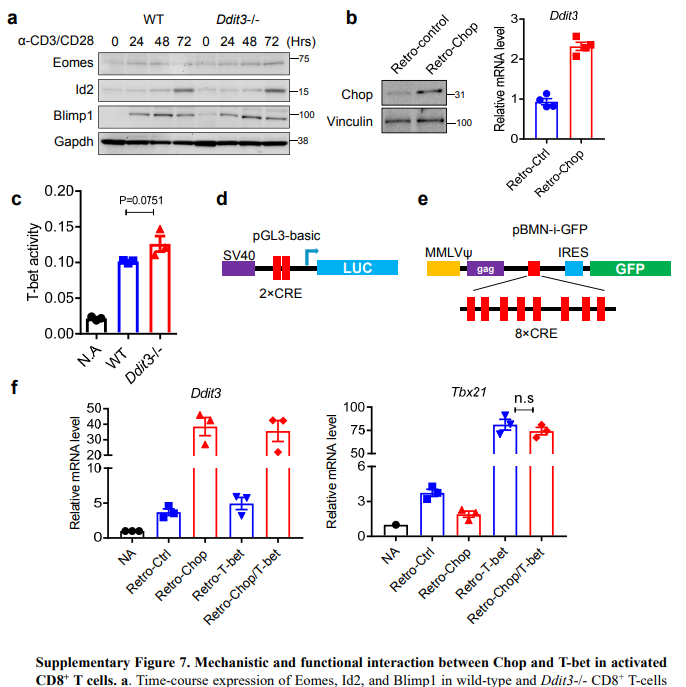 a
WT Ddit3-/-
α-CD3/CD28 0 24 48 72 0 24 48 72 (Hrs)
Eomes 75
Id2 15
Blimp1 100
Gapdh 38
b
Retro-control
Retro-Chop
Chop 31
Vinculin 100
Ddit3
Relative mRNA level
3
2
1
0
Retro-Ctrl
Retro-Chop
c
T-bet activity
0.20
0.15
0.10
0.05
0.00
P=0.0751
N.A
WT
Ddit3-/-
d
pGL3-basic
SV40
LUC
2×CRE
e
pBMN-i-GFP
MMLVψ IRES
gag GFP
8×CRE
f
Ddit3
Relative mRNA level
50
40
30
20
10
5
0
NA
Retro-Ctrl
Retro-Chop
Retro-T-bet
Retro-Chop/T-bet
Tbx21
Relative mRNA level
100
75
50
25
6
3
0
n.s
NA
Retro-Ctrl
Retro-Chop
Retro-T-bet
Retro-Chop/T-bet
Supplementary Figure 7. Mechanistic and functional interaction between Chop and T-bet in activated
CD8⁺ T cells. a. Time-course expression of Eomes, Id2, and Blimp1 in wild-type and Ddit3-/- CD8⁺ T-cells